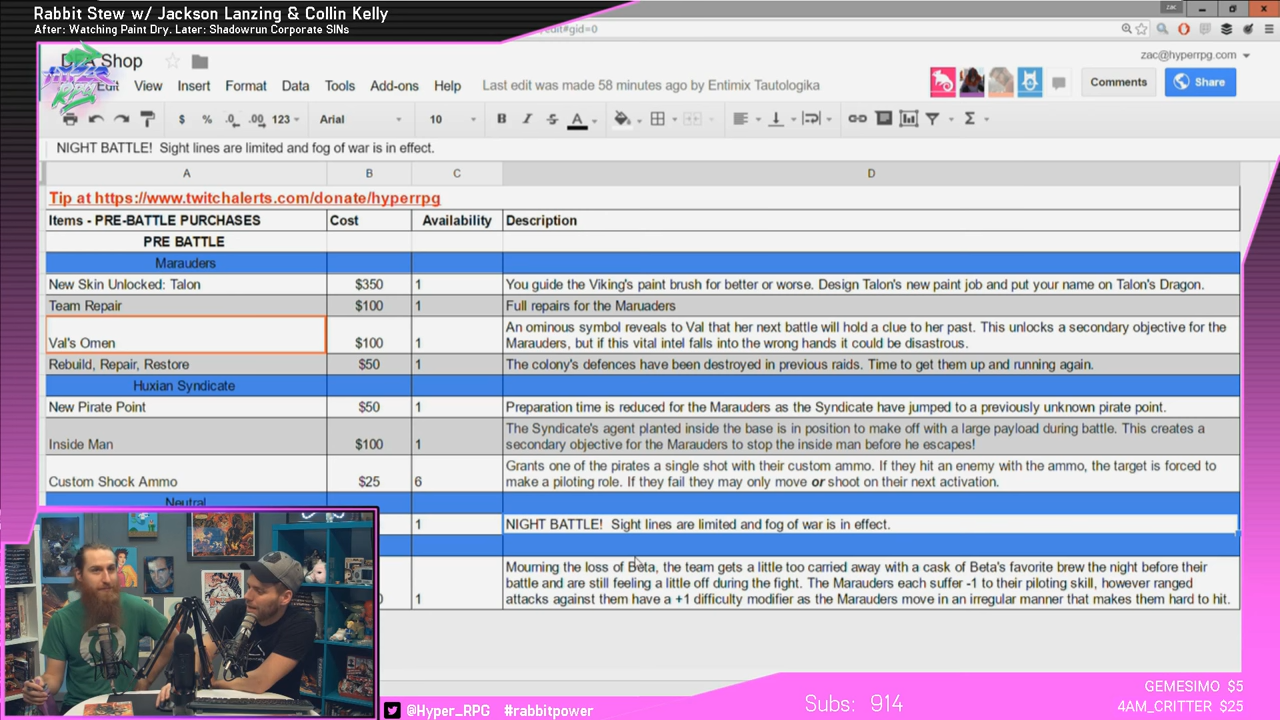 Rabbit Stew w/ Jackson Lanzing & Collin Kelly
After: Watching Paint Dry. Later: Shadowrun Corporate SINs
zac
edit#gid=0
Shop
zac@hyperrpg.com
HYPER
RPG
Edit View Insert Format Data Tools Add-ons Help Last edit was made 58 minutes ago by Entimix Tautologika
Comments Share
$ % .0 .00 123 Arial 10 B I S A Σ
NIGHT BATTLE! Sight lines are limited and fog of war is in effect.
A B C D
Tip at https://www.twitchalerts.com/donate/hyperrpg
Items - PRE-BATTLE PURCHASES Cost Availability Description
PRE BATTLE
Marauders
New Skin Unlocked: Talon $350 1 You guide the Viking's paint brush for better or worse. Design Talon's new paint job and put your name on Talon's Dragon.
Team Repair $100 1 Full repairs for the Maruaders
An ominous symbol reveals to Val that her next battle will hold a clue to her past. This unlocks a secondary objective for the
Val's Omen $100 1 Marauders, but if this vital intel falls into the wrong hands it could be disastrous.
Rebuild, Repair, Restore $50 1 The colony's defences have been destroyed in previous raids. Time to get them up and running again.
Huxian Syndicate
New Pirate Point $50 1 Preparation time is reduced for the Marauders as the Syndicate have jumped to a previously unknown pirate point.
The Syndicate's agent planted inside the base is in position to make off with a large payload during battle. This creates a
Inside Man $100 1 secondary objective for the Marauders to stop the inside man before he escapes!
Grants one of the pirates a single shot with their custom ammo. If they hit an enemy with the ammo, the target is forced to
Custom Shock Ammo $25 6 make a piloting role. If they fail they may only move or shoot on their next activation.
Neutral
1 NIGHT BATTLE! Sight lines are limited and fog of war is in effect.
Mourning the loss of Beta, the team gets a little too carried away with a cask of Beta's favorite brew the night before their
battle and are still feeling a little off during the fight. The Marauders each suffer -1 to their piloting skill, however ranged
1 attacks against them have a +1 difficulty modifier as the Marauders move in an irregular manner that makes them hard to hit.
@Hyper_RPG #rabbitpower
Subs: 914
GEMESIMO $5
4AM_CRITTER $25